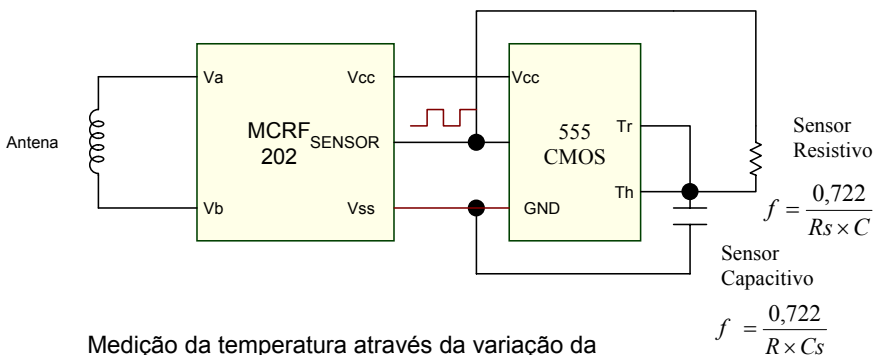 Va
Vcc
Vcc
Antena
MCRF
202
SENSOR
555
CMOS
Tr
Th
Sensor
Resistivo
Vb
Vss
GND
f = 0,722 / Rs × C
Sensor
Capacitivo
f = 0,722 / R × Cs
Medição da temperatura através da variação da